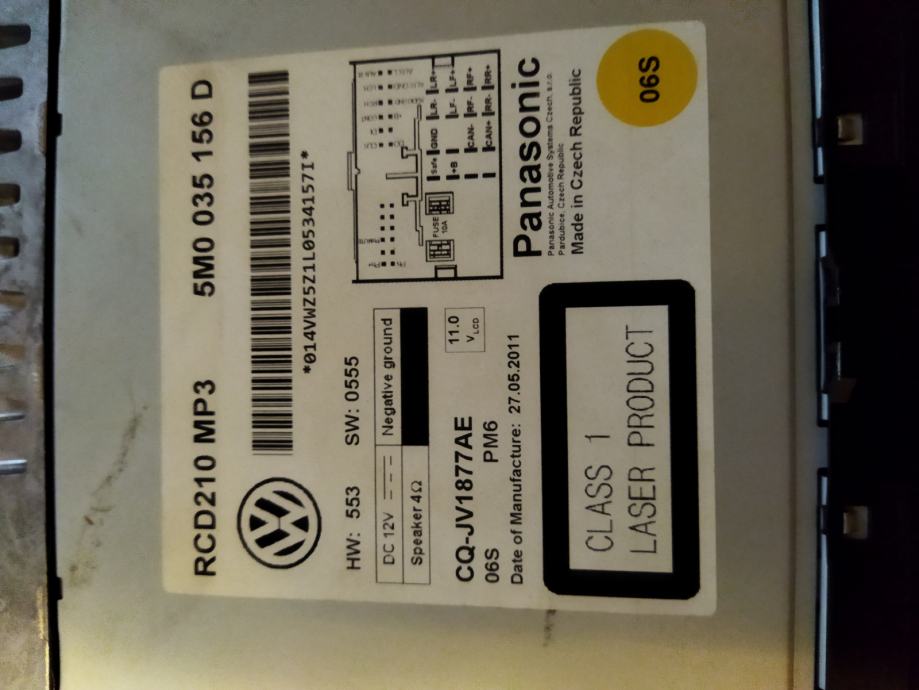 RCD210 MP3 5M0 035 156 D
*014VWZ5Z1L0534157I*
HW: 553 SW: 0555
DC 12V Negative ground
Speaker 4Ω
CQ-JV1877AE
06S PM6
11.0
VLCD
Date of Manufacture: 27.05.2011
CLASS 1
LASER PRODUCT
FUSE
10A
Safe GND LR- LR+
+B LF- LF+
CAN- RF- RF+
CAN+ RR- RR+
Panasonic
Panasonic Automotive Systems Czech, s.r.o.
Pardubice, Czech Republic
Made in Czech Republic
06S